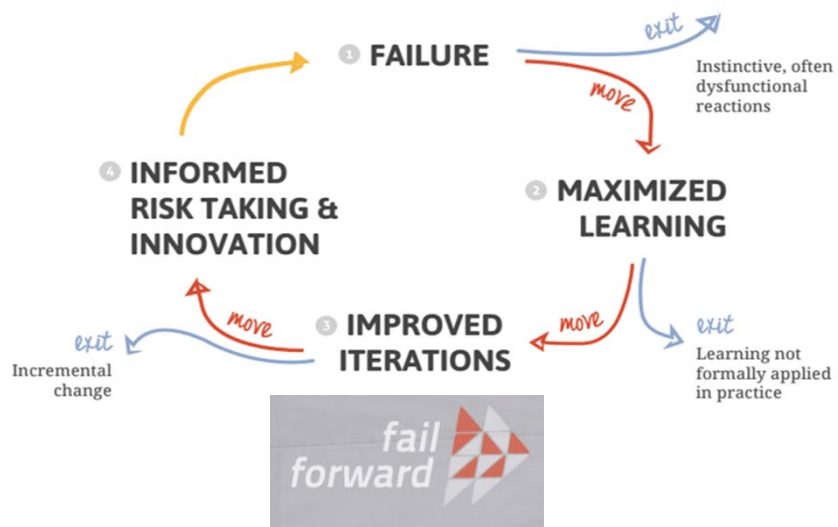 1 FAILURE
exit
Instinctive, often
dysfunctional
reactions
move
2 MAXIMIZED
LEARNING
exit
Learning not
formally applied
in practice
move
3 IMPROVED
ITERATIONS
move
exit
Incremental
change
4 INFORMED
RISK TAKING &
INNOVATION
fail
forward